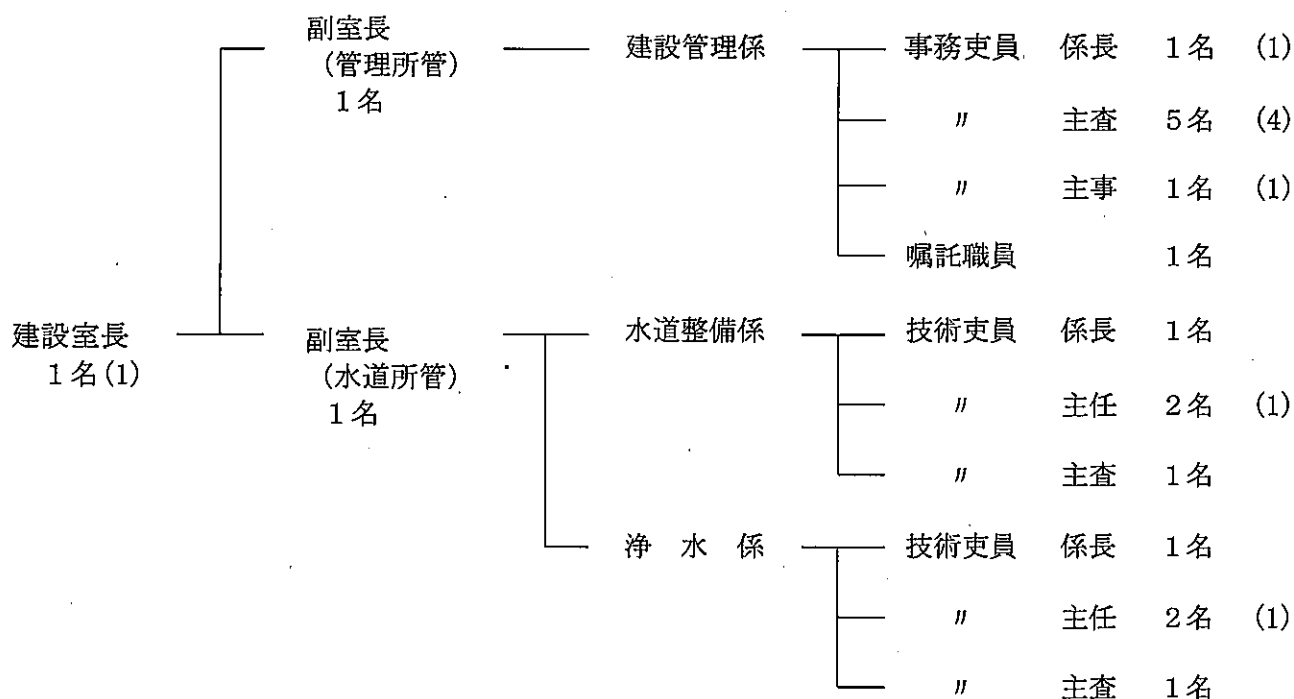 副室長 建設管理係 事務吏員 係長 1名 (1)
(管理所管)
1名
〃 主査 5名 (4)
〃 主事 1名 (1)
嘱託職員 1名
建設室長 副室長 水道整備係 技術吏員 係長 1名
1名(1) (水道所管)
1名
〃 主任 2名 (1)
〃 主査 1名
浄水係 技術吏員 係長 1名
〃 主任 2名 (1)
〃 主査 1名